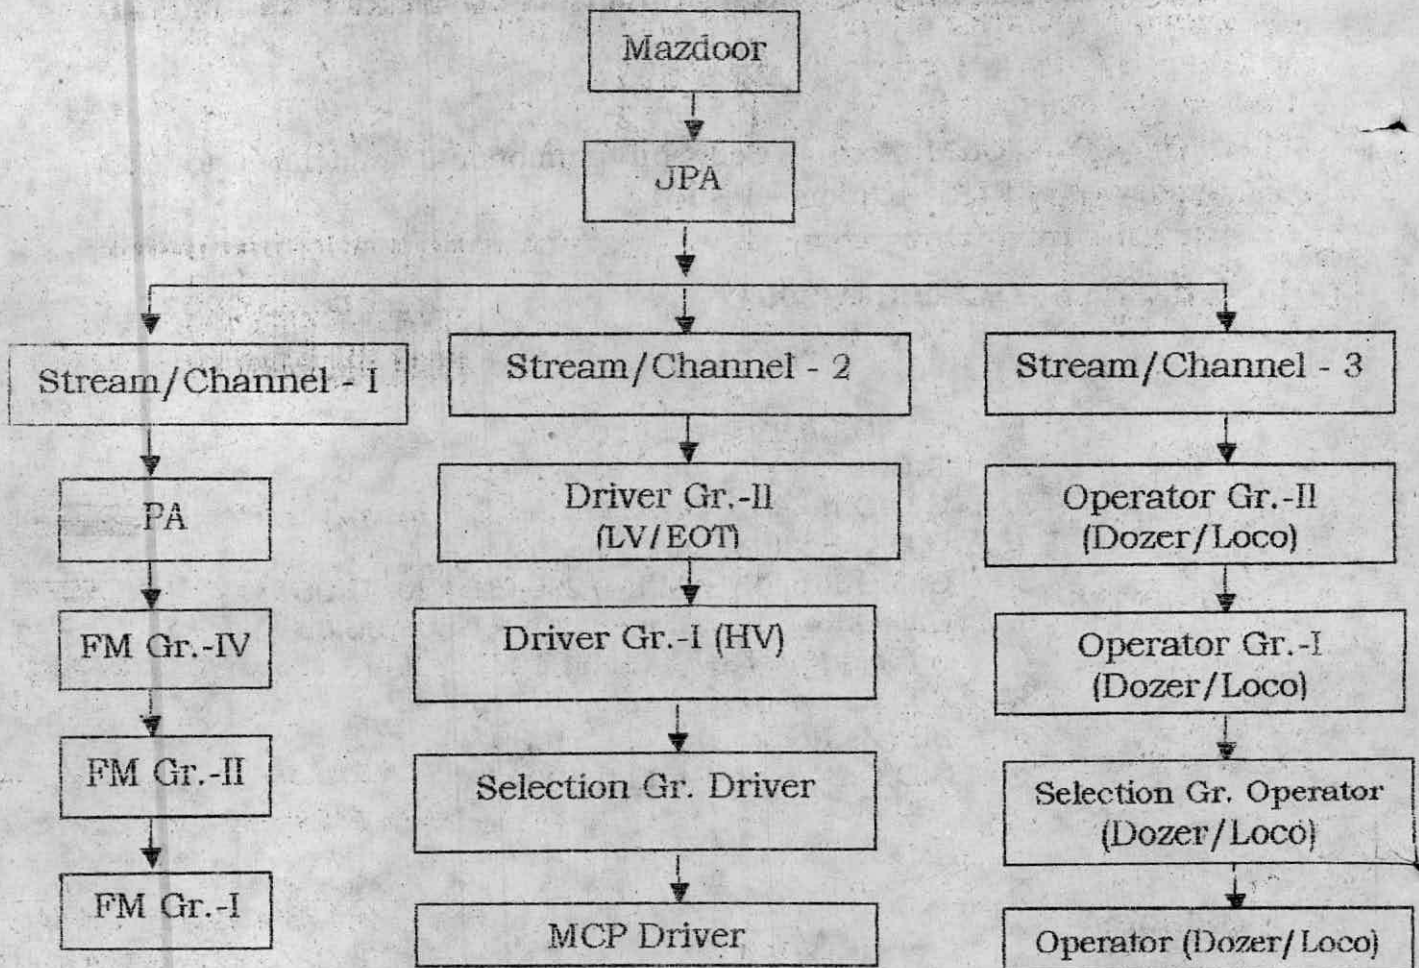 Mazdoor
JPA
Stream/Channel - I
Stream/Channel - 2
Stream/Channel - 3
PA
Driver Gr.-II
(LV/EOT)
Operator Gr.-II
(Dozer/Loco)
FM Gr.-IV
Driver Gr.-I (HV)
Operator Gr.-I
(Dozer/Loco)
FM Gr.-II
Selection Gr. Driver
Selection Gr. Operator
(Dozer/Loco)
FM Gr.-I
MCP Driver
Operator (Dozer/Loco)